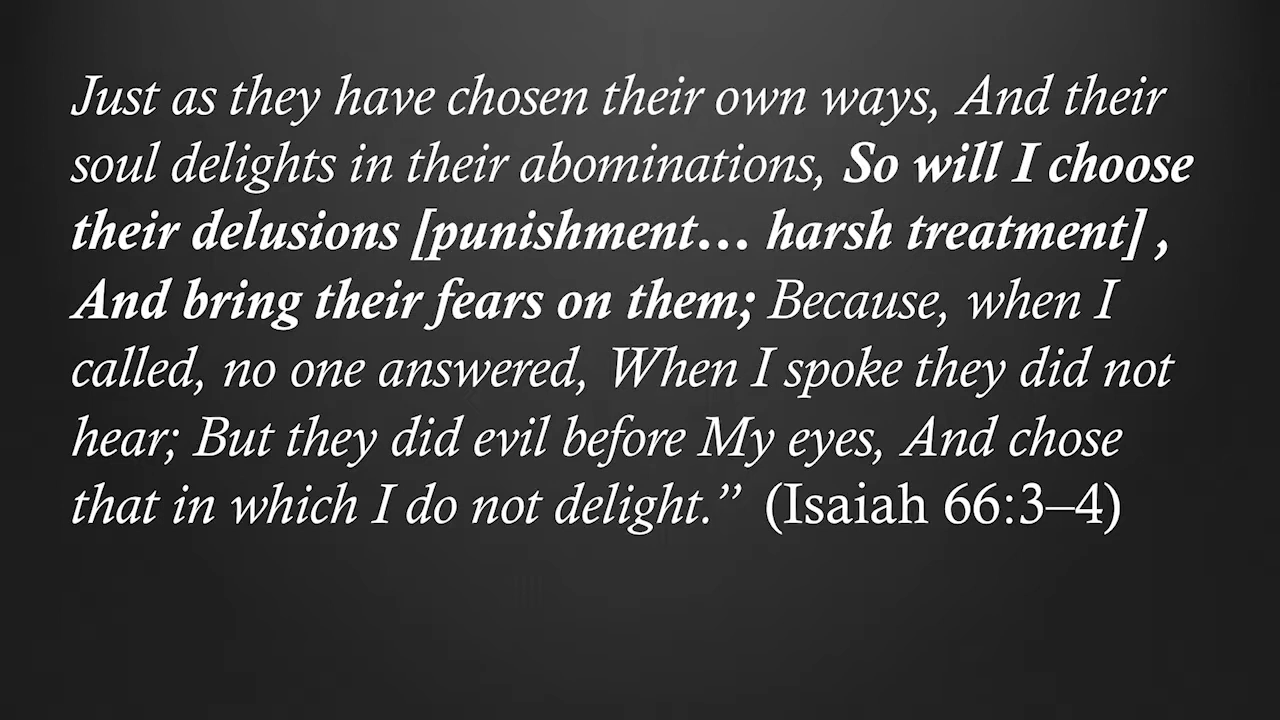 Just as they have chosen their own ways, And their
soul delights in their abominations, So will I choose
their delusions [punishment… harsh treatment] ,
And bring their fears on them; Because, when I
called, no one answered, When I spoke they did not
hear; But they did evil before My eyes, And chose
that in which I do not delight.” (Isaiah 66:3–4)